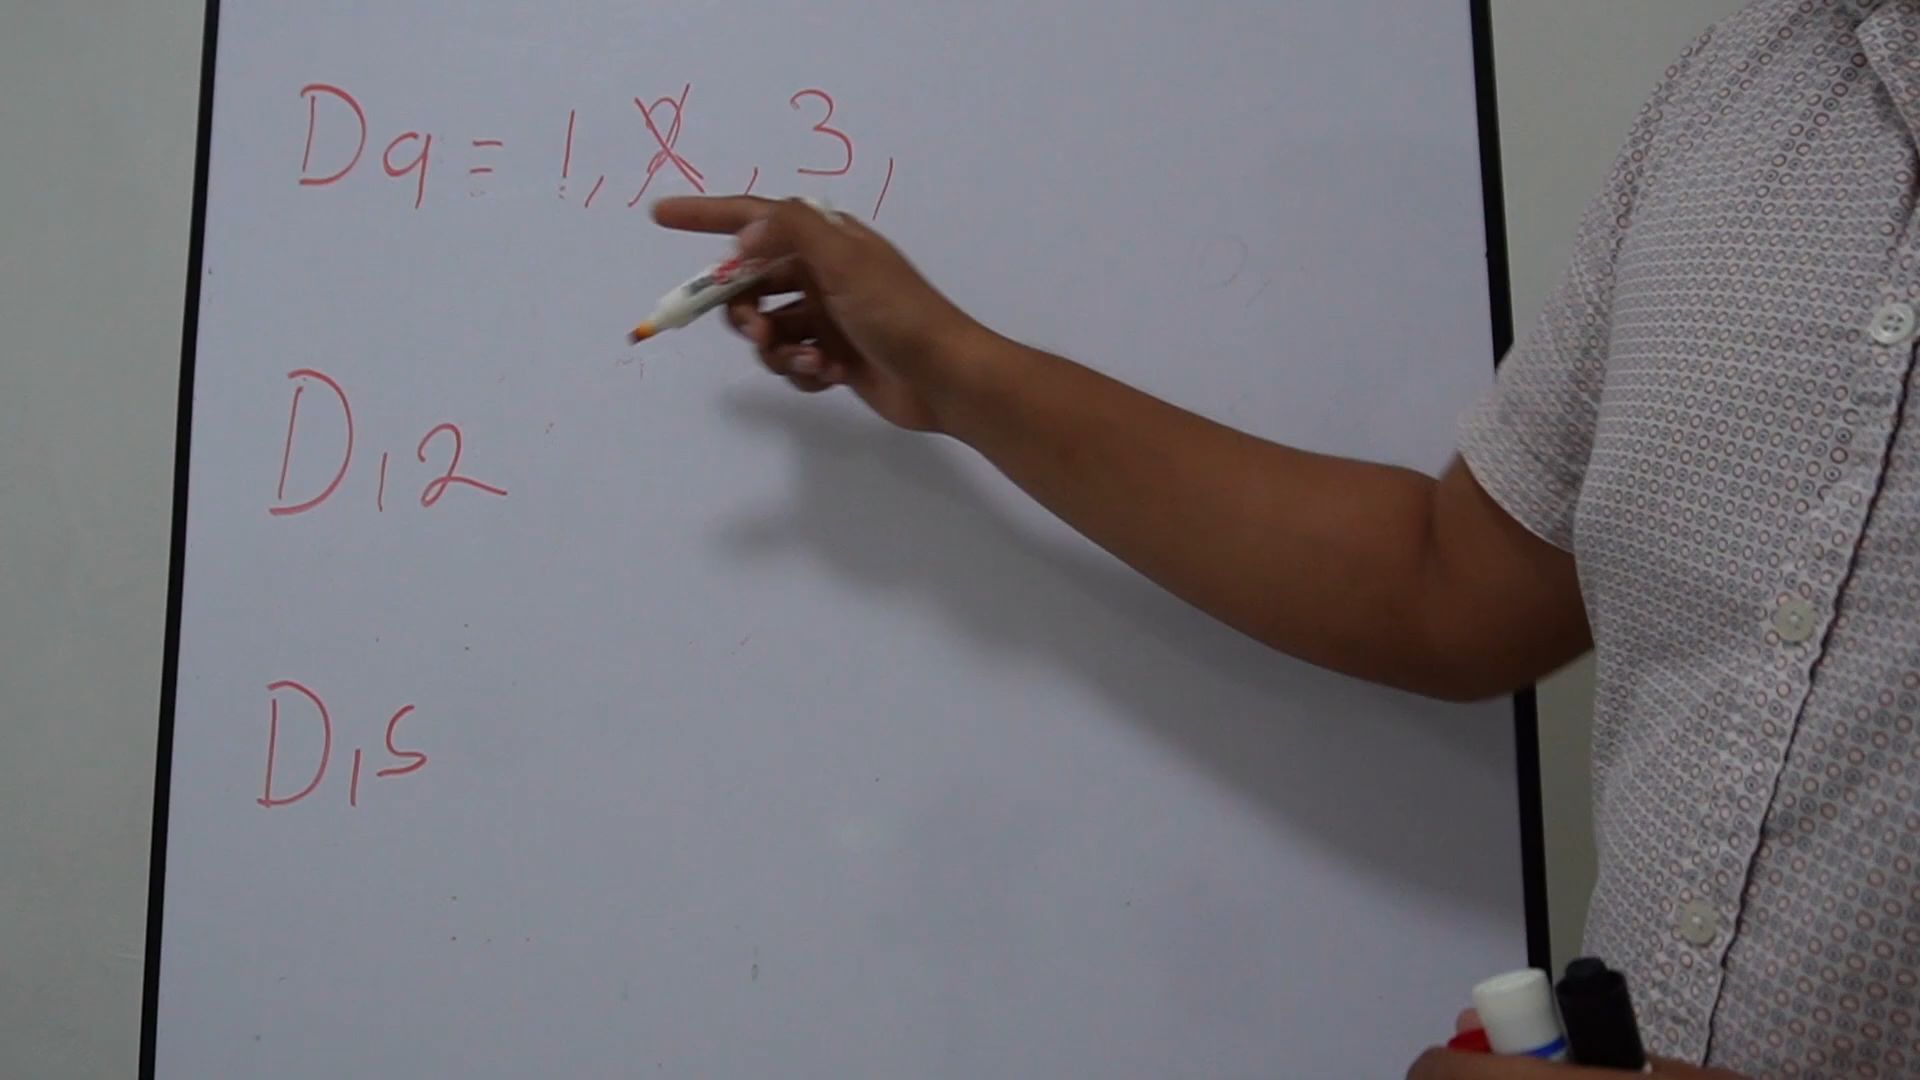 D9 = 1, 2, 3,
D12
D15